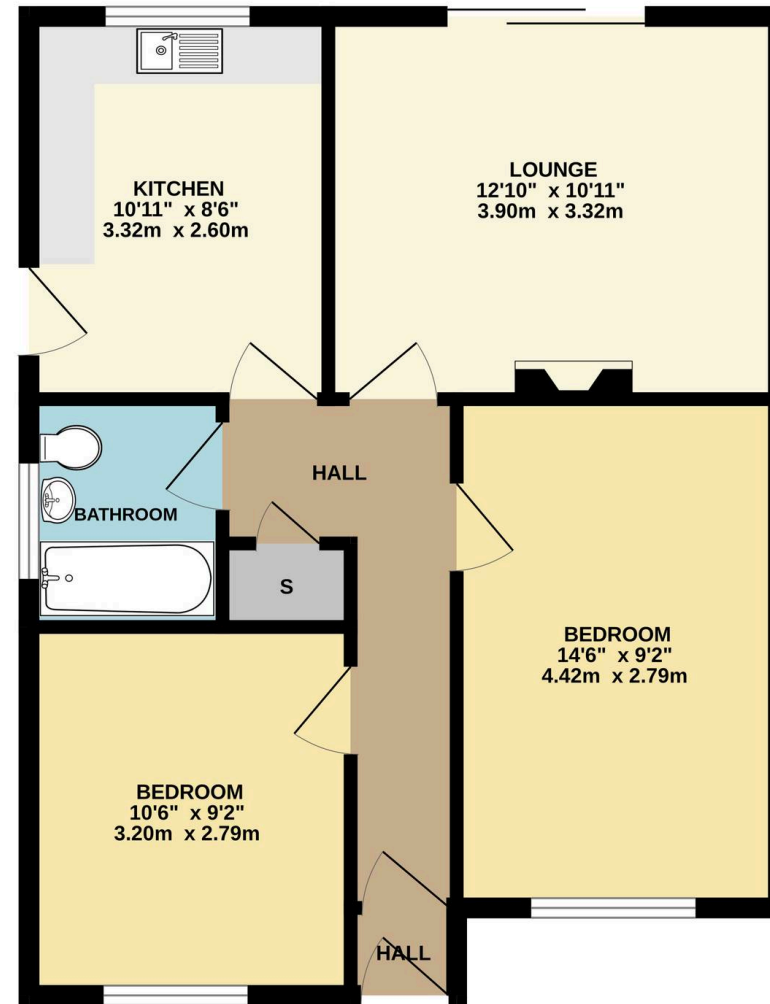 KITCHEN
10'11" x 8'6"
3.32m x 2.60m
LOUNGE
12'10" x 10'11"
3.90m x 3.32m
HALL
BATHROOM
S
BEDROOM
14'6" x 9'2"
4.42m x 2.79m
BEDROOM
10'6" x 9'2"
3.20m x 2.79m
HALL